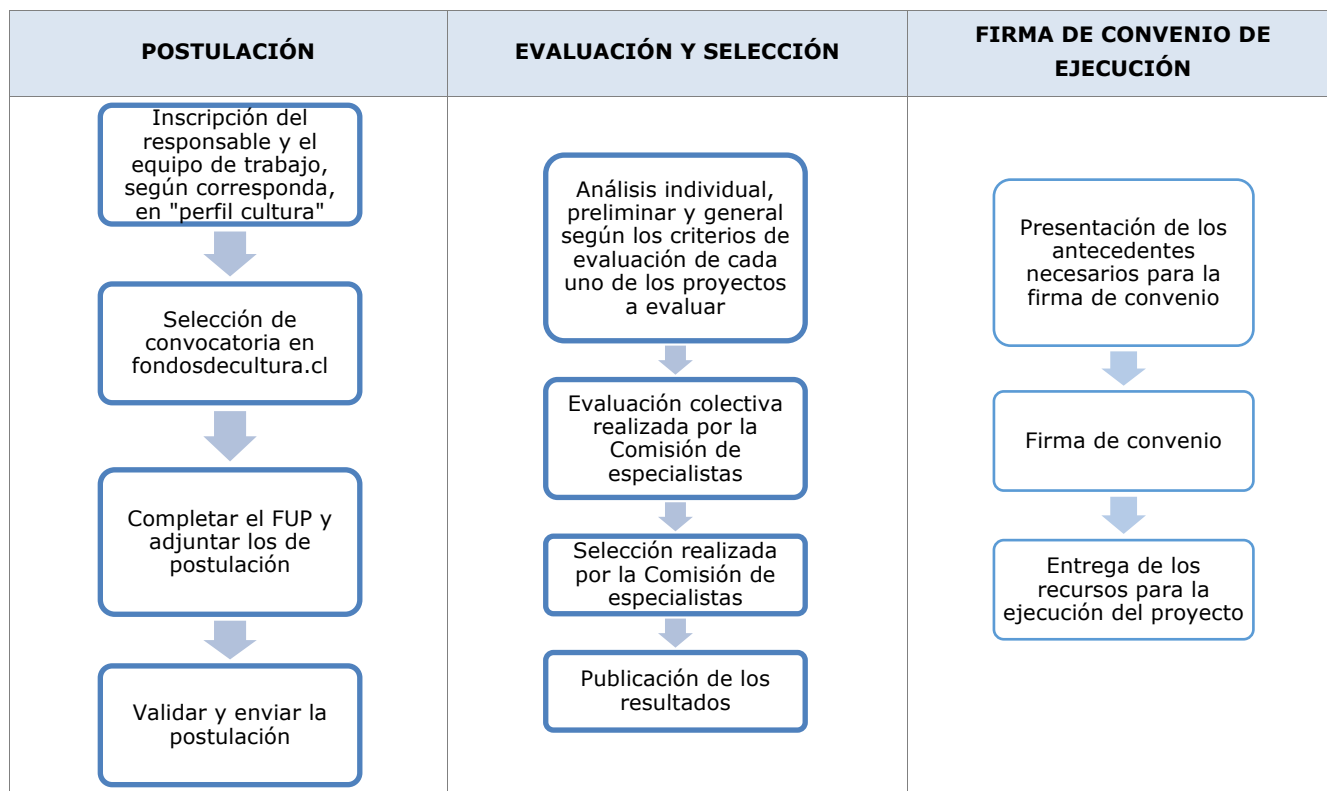 POSTULACIÓN
Inscripción del
responsable y el
equipo de trabajo,
según corresponda,
en "perfil cultura"
Selección de
convocatoria en
fondosdecultura.cl
Completar el FUP y
adjuntar los de
postulación
Validar y enviar la
postulación
EVALUACIÓN Y SELECCIÓN
Análisis individual,
preliminar y general
según los criterios de
evaluación de cada
uno de los proyectos
a evaluar
Evaluación colectiva
realizada por la
Comisión de
especialistas
Selección realizada
por la Comisión de
especialistas
Publicación de los
resultados
FIRMA DE CONVENIO DE
EJECUCIÓN
Presentación de los
antecedentes
necesarios para la
firma de convenio
Firma de convenio
Entrega de los
recursos para la
ejecución del proyecto